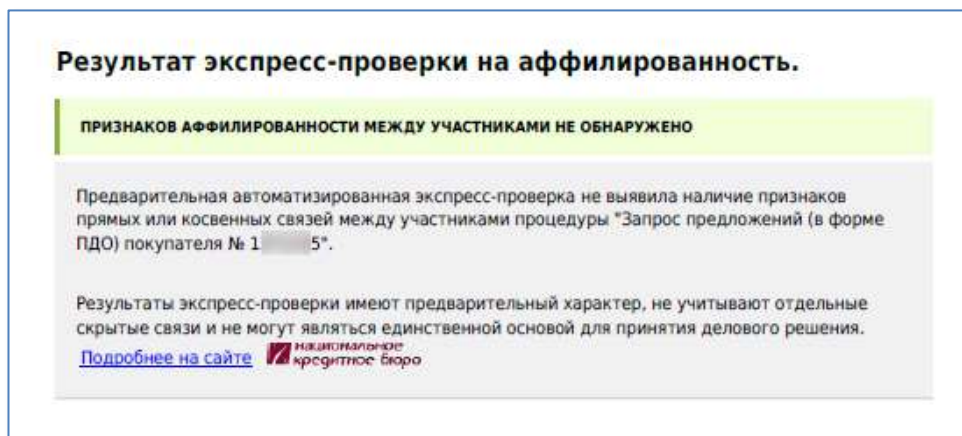 Результат экспресс-проверки на аффилированность.
ПРИЗНАКОВ АФФИЛИРОВАННОСТИ МЕЖДУ УЧАСТНИКАМИ НЕ ОБНАРУЖЕНО
Предварительная автоматизированная экспресс-проверка не выявила наличие признаков
прямых или косвенных связей между участниками процедуры "Запрос предложений (в форме
ПДО) покупателя № 1 5".
Результаты экспресс-проверки имеют предварительный характер, не учитывают отдельные
скрытые связи и не могут являться единственной основой для принятия делового решения.
Подробнее на сайте национальное
кредитное бюро